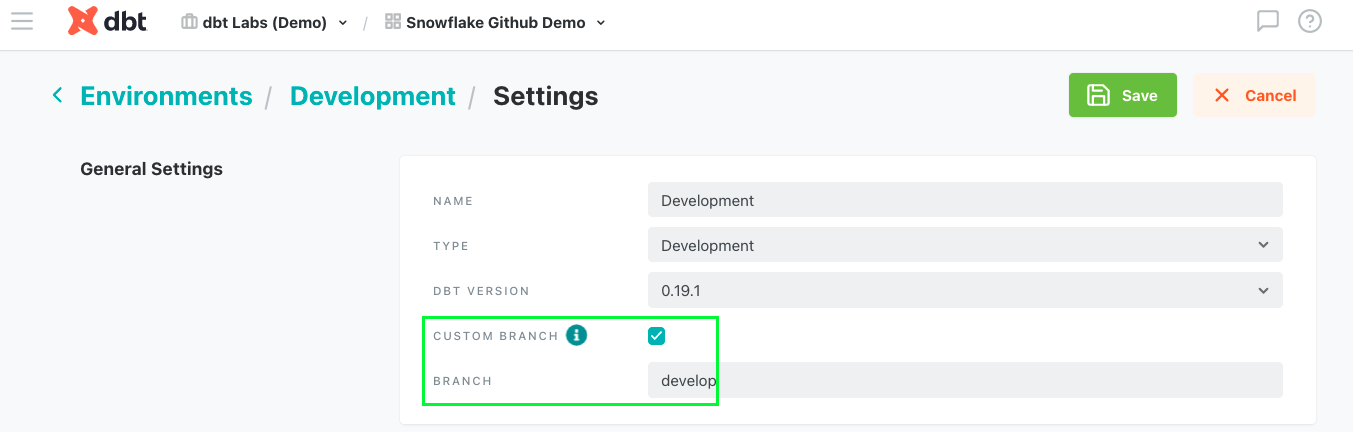 dbt dbt Labs (Demo) / Snowflake Github Demo
Environments / Development / Settings
Save
Cancel
General Settings
NAME Development
TYPE Development
DBT VERSION 0.19.1
CUSTOM BRANCH
BRANCH develop